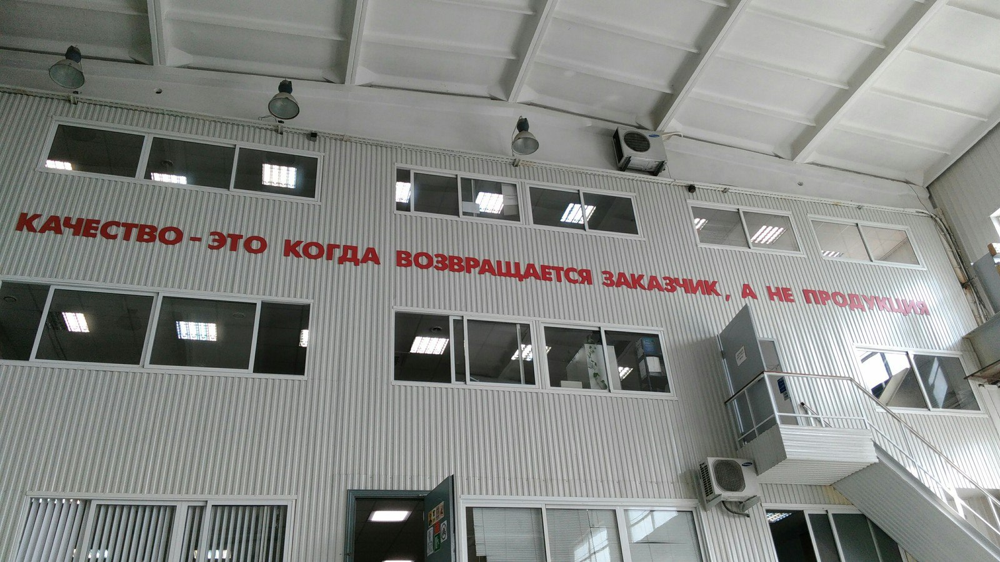 КАЧЕСТВО - ЭТО КОГДА ВОЗВРАЩАЕТСЯ ЗАКАЗЧИК, А НЕ ПРОДУКЦИЯ